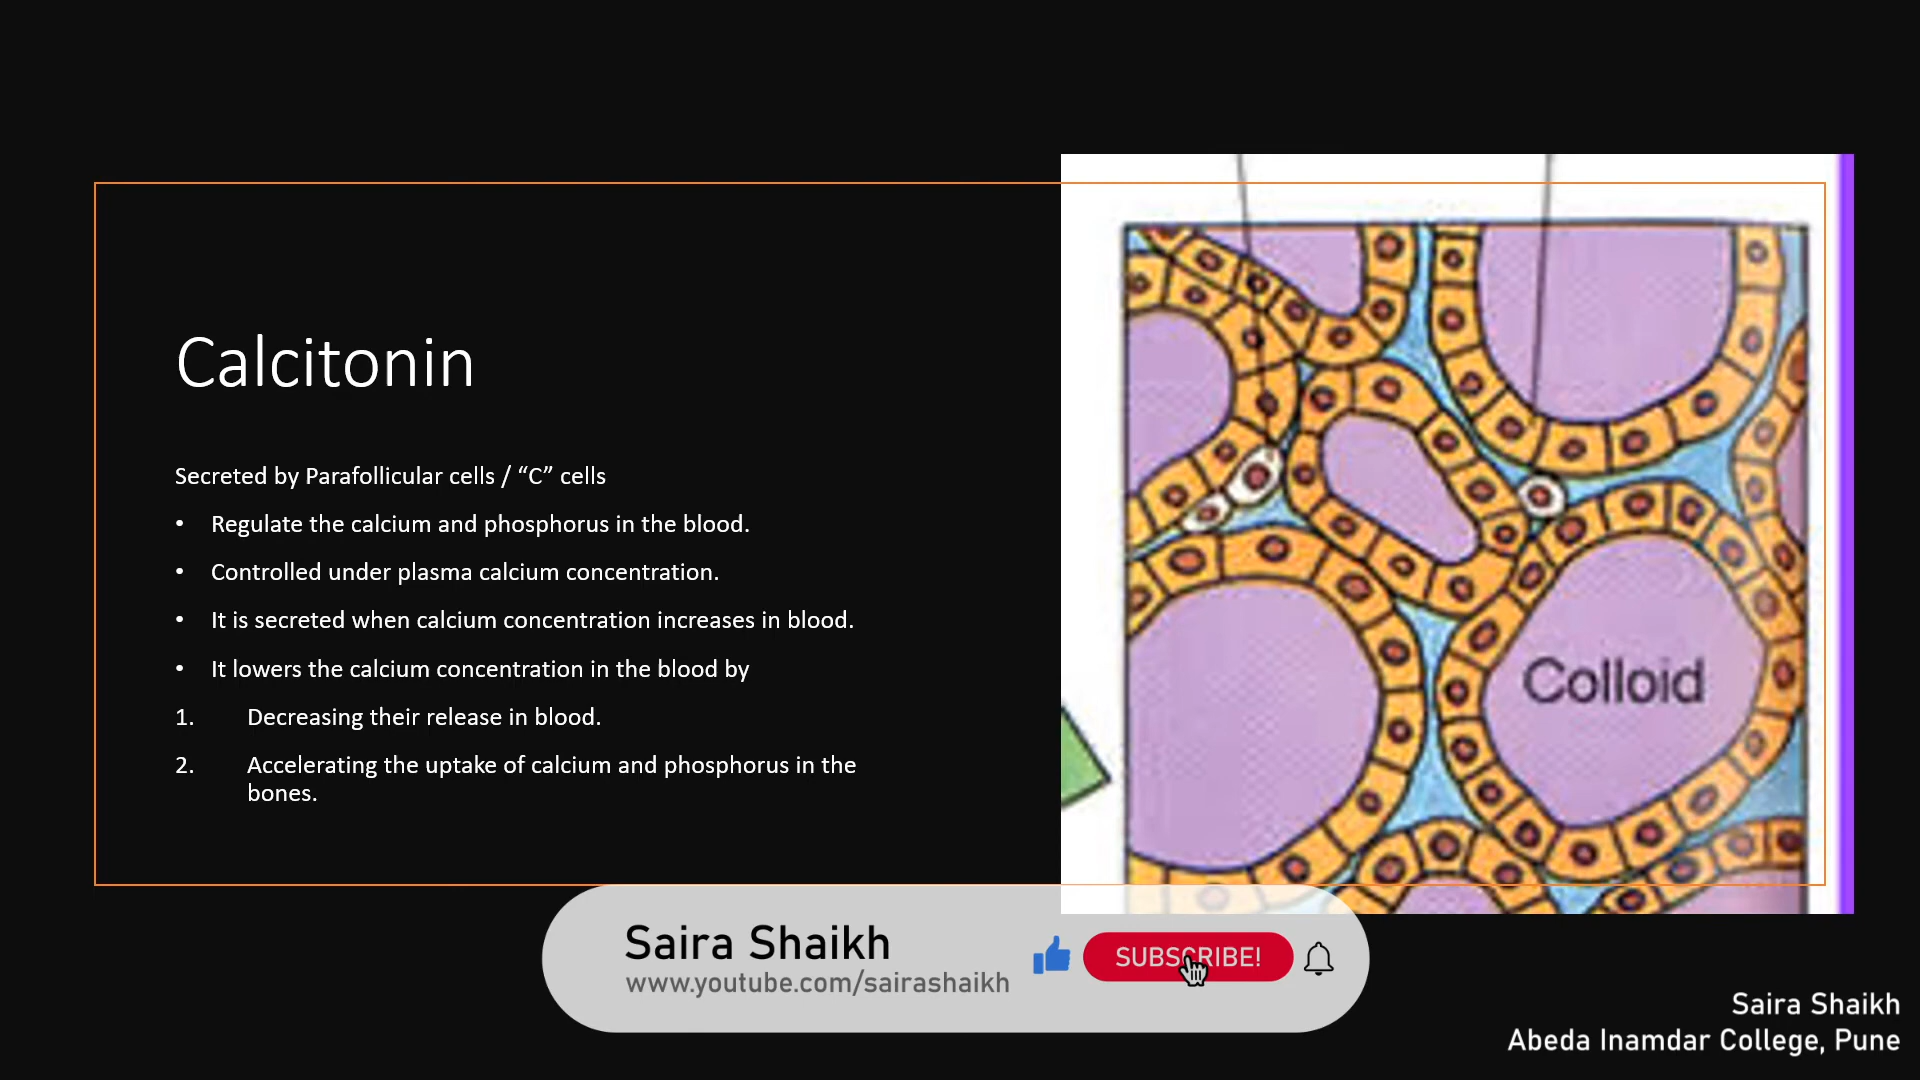 Calcitonin
Secreted by Parafollicular cells / “C” cells
• Regulate the calcium and phosphorus in the blood.
• Controlled under plasma calcium concentration.
• It is secreted when calcium concentration increases in blood.
• It lowers the calcium concentration in the blood by
1. Decreasing their release in blood.
2. Accelerating the uptake of calcium and phosphorus in the
bones.
Colloid
Saira Shaikh
www.youtube.com/sairashaikh
SUBSCRIBE!
Saira Shaikh
Abeda Inamdar College, Pune